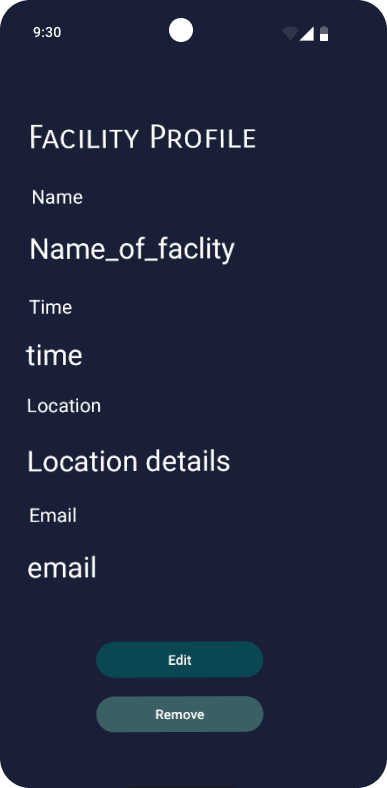 9:30
Facility Profile
Name
Name_of_faclity
Time
time
Location
Location details
Email
email
Edit
Remove